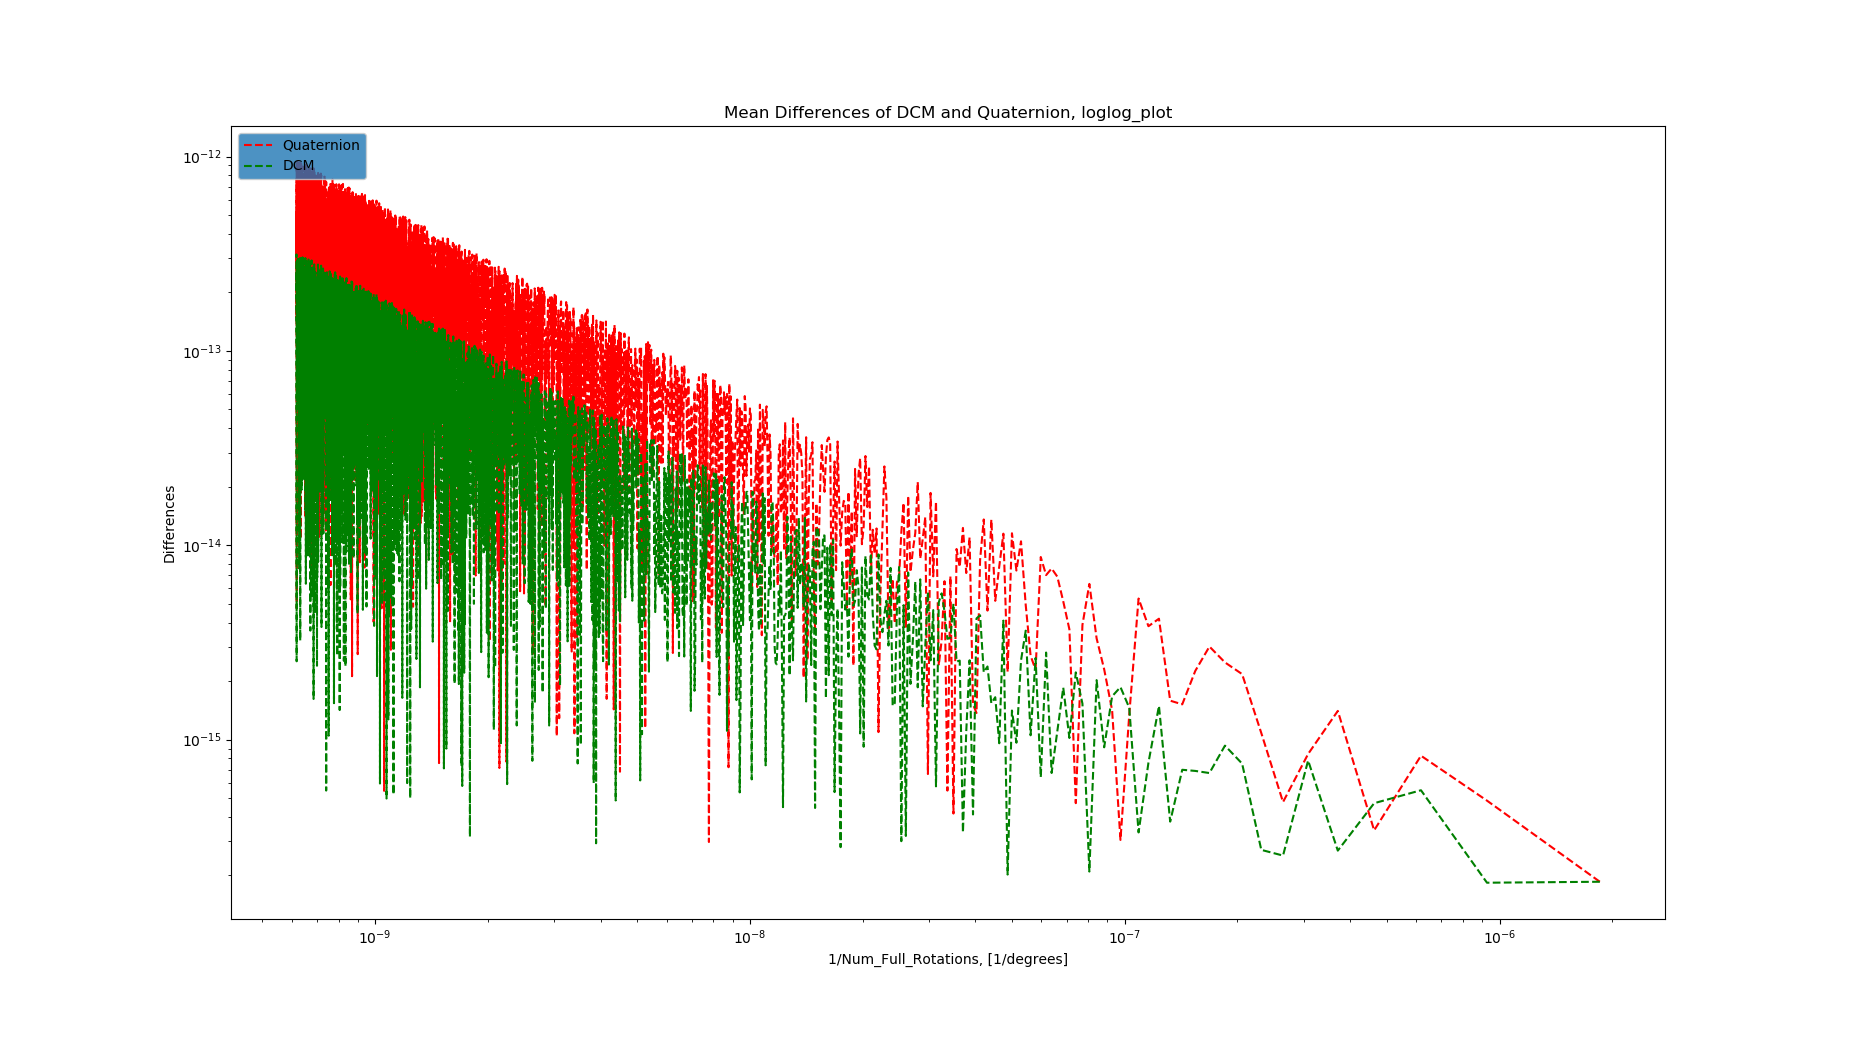 Mean Differences of DCM and Quaternion, loglog_plot
Quaternion
DCM
10⁻¹²
10⁻¹³
10⁻¹⁴
10⁻¹⁵
Differences
10⁻⁹
10⁻⁸
10⁻⁷
10⁻⁶
1/Num_Full_Rotations, [1/degrees]